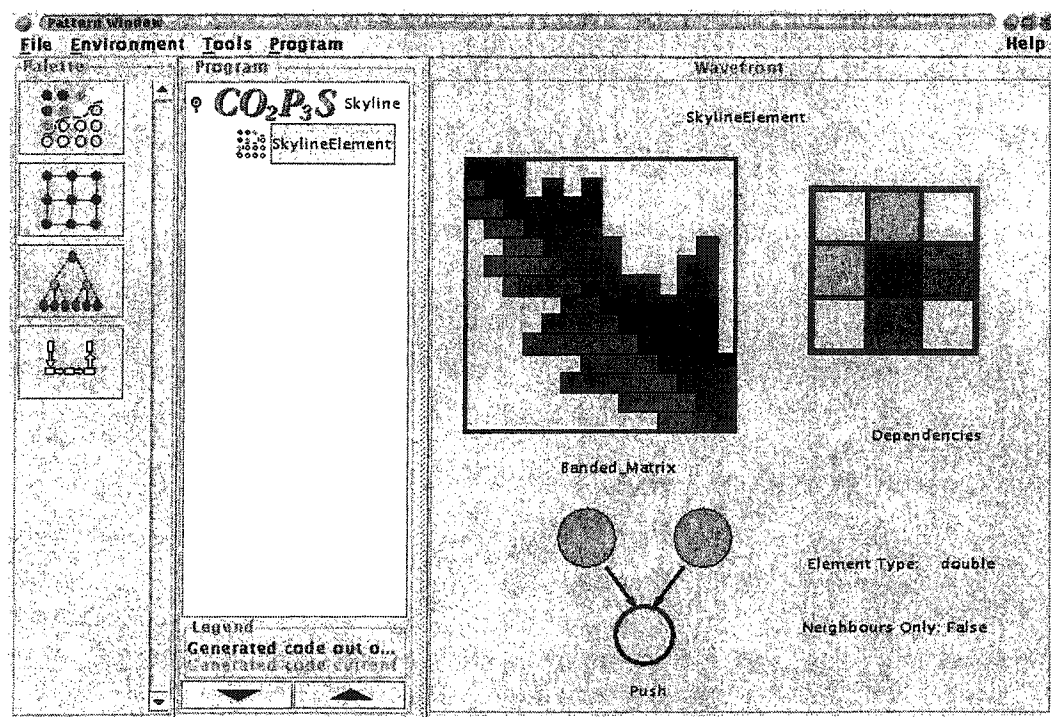 Pattern Window
File Environment Tools Program Help
Palette
Program
CO2P3S Skyline
SkylineElement
Legend
Generated code out o...
Generated code current
Wavefront
SkylineElement
Banded_Matrix
Dependencies
Element Type: double
Neighbours Only: False
Push